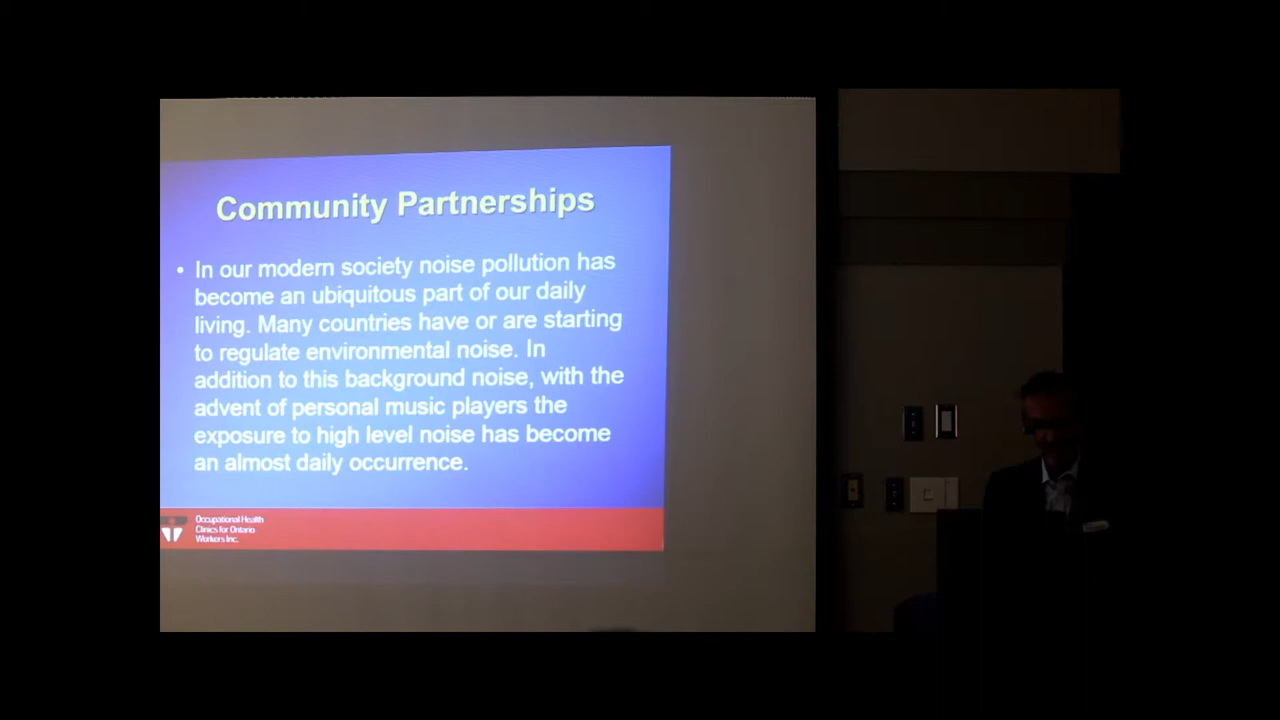 Community Partnerships
• In our modern society noise pollution has
become an ubiquitous part of our daily
living. Many countries have or are starting
to regulate environmental noise. In
addition to this background noise, with the
advent of personal music players the
exposure to high level noise has become
an almost daily occurrence.
Occupational Health
Clinics for Ontario
Workers Inc.